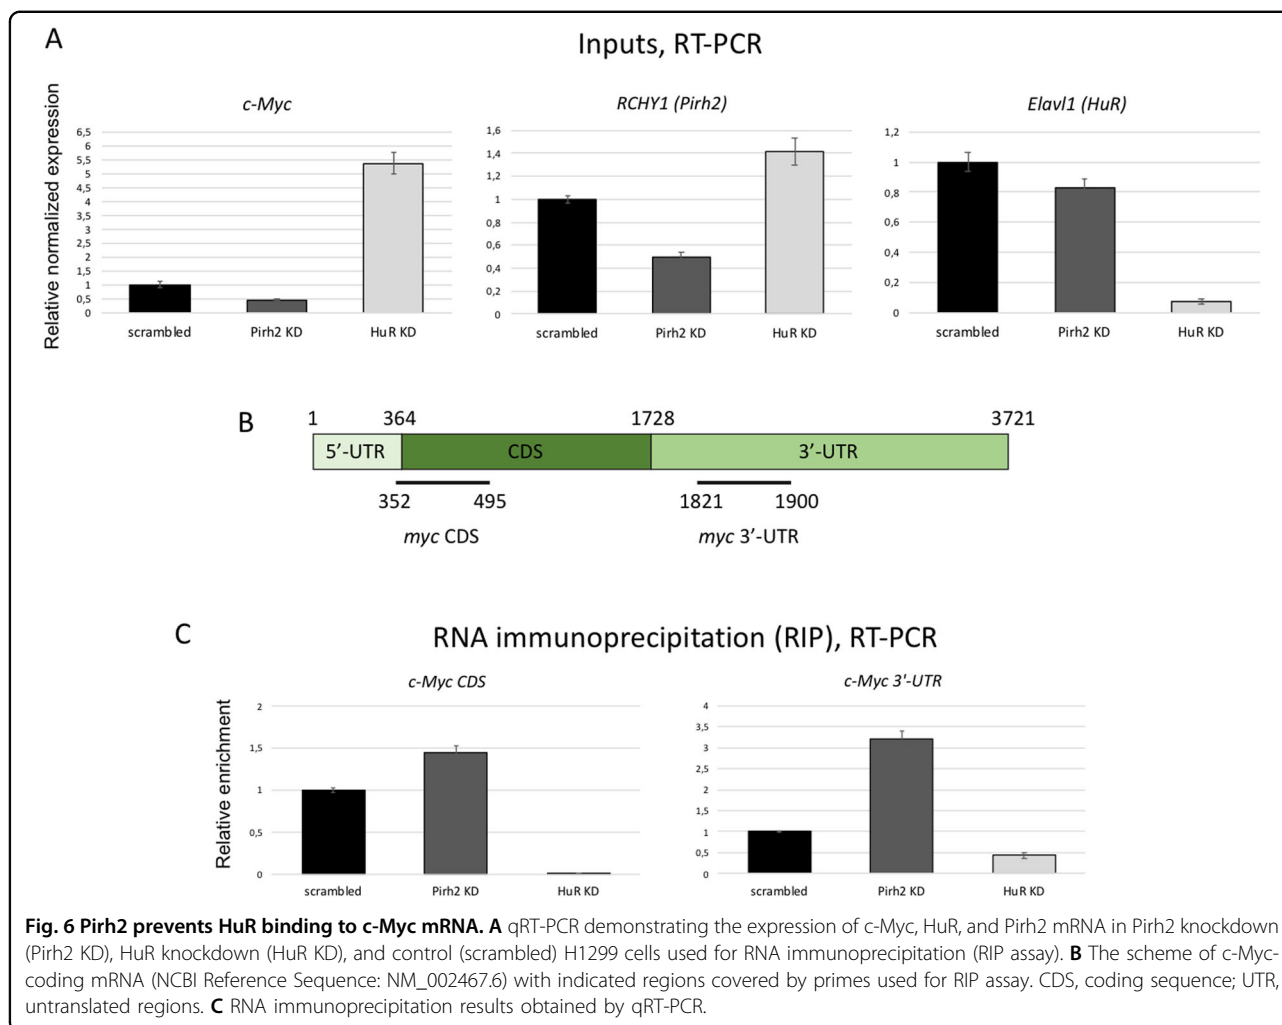 A
Inputs, RT-PCR
Relative normalized expression
c-Myc
6,5
6
5,5
5
4,5
4
3,5
3
2,5
2
1,5
1
0,5
0
scrambled Pirh2 KD HuR KD
RCHY1 (Pirh2)
1,6
1,4
1,2
1
0,8
0,6
0,4
0,2
0
scrambled Pirh2 KD HuR KD
Elavl1 (HuR)
1,2
1
0,8
0,6
0,4
0,2
0
scrambled Pirh2 KD HuR KD
B
1 364 1728 3721
5’-UTR CDS 3’-UTR
352 495 1821 1900
myc CDS myc 3’-UTR
C
RNA immunoprecipitation (RIP), RT-PCR
Relative enrichment
c-Myc CDS
2
1,5
1
0,5
0
scrambled Pirh2 KD HuR KD
c-Myc 3'-UTR
4
3,5
3
2,5
2
1,5
1
0,5
0
scrambled Pirh2 KD HuR KD
Fig. 6 Pirh2 prevents HuR binding to c-Myc mRNA. A qRT-PCR demonstrating the expression of c-Myc, HuR, and Pirh2 mRNA in Pirh2 knockdown
(Pirh2 KD), HuR knockdown (HuR KD), and control (scrambled) H1299 cells used for RNA immunoprecipitation (RIP assay). B The scheme of c-Myc-
coding mRNA (NCBI Reference Sequence: NM_002467.6) with indicated regions covered by primes used for RIP assay. CDS, coding sequence; UTR,
untranslated regions. C RNA immunoprecipitation results obtained by qRT-PCR.